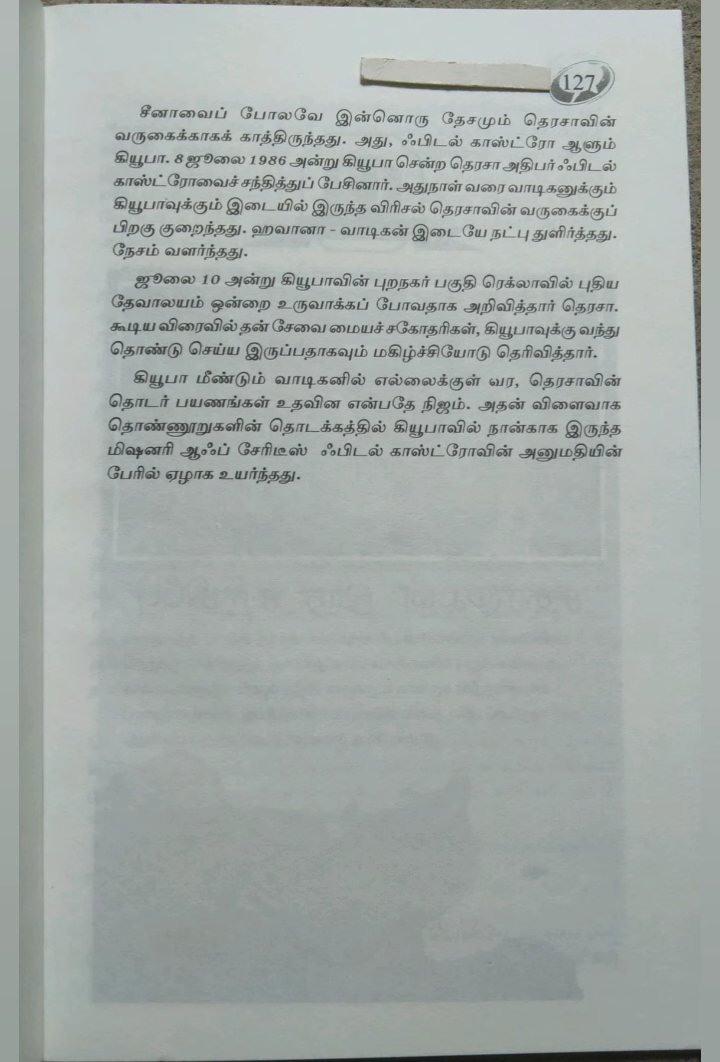 127
சீனாவைப் போலவே இன்னொரு தேசமும் தெரசாவின்
வருகைக்காகக் காத்திருந்தது. அது, ஃபிடல் காஸ்ட்ரோ ஆளும்
கியூபா. 8 ஜூலை 1986 அன்று கியூபா சென்ற தெரசா அதிபர் ஃபிடல்
காஸ்ட்ரோவைச் சந்தித்துப் பேசினார். அதுநாள் வரை வாடிகனுக்கும்
கியூபாவுக்கும் இடையில் இருந்த விரிசல் தெரசாவின் வருகைக்குப்
பிறகு குறைந்தது. ஹவானா - வாடிகன் இடையே நட்பு துளிர்த்தது.
நேசம் வளர்ந்தது.
ஜூலை 10 அன்று கியூபாவின் புறநகர் பகுதி ரெக்லாவில் புதிய
தேவாலயம் ஒன்றை உருவாக்கப் போவதாக அறிவித்தார் தெரசா.
கூடிய விரைவில் தன் சேவை மையச் சகோதரிகள், கியூபாவுக்கு வந்து
தொண்டு செய்ய இருப்பதாகவும் மகிழ்ச்சியோடு தெரிவித்தார்.
கியூபா மீண்டும் வாடிகனில் எல்லைக்குள் வர, தெரசாவின்
தொடர் பயணங்கள் உதவின என்பதே நிஜம். அதன் விளைவாக
தொண்ணூறுகளின் தொடக்கத்தில் கியூபாவில் நான்காக இருந்த
மிஷனரி ஆஃப் சேரிடீஸ் ஃபிடல் காஸ்ட்ரோவின் அனுமதியின்
பேரில் ஏழாக உயர்ந்தது.